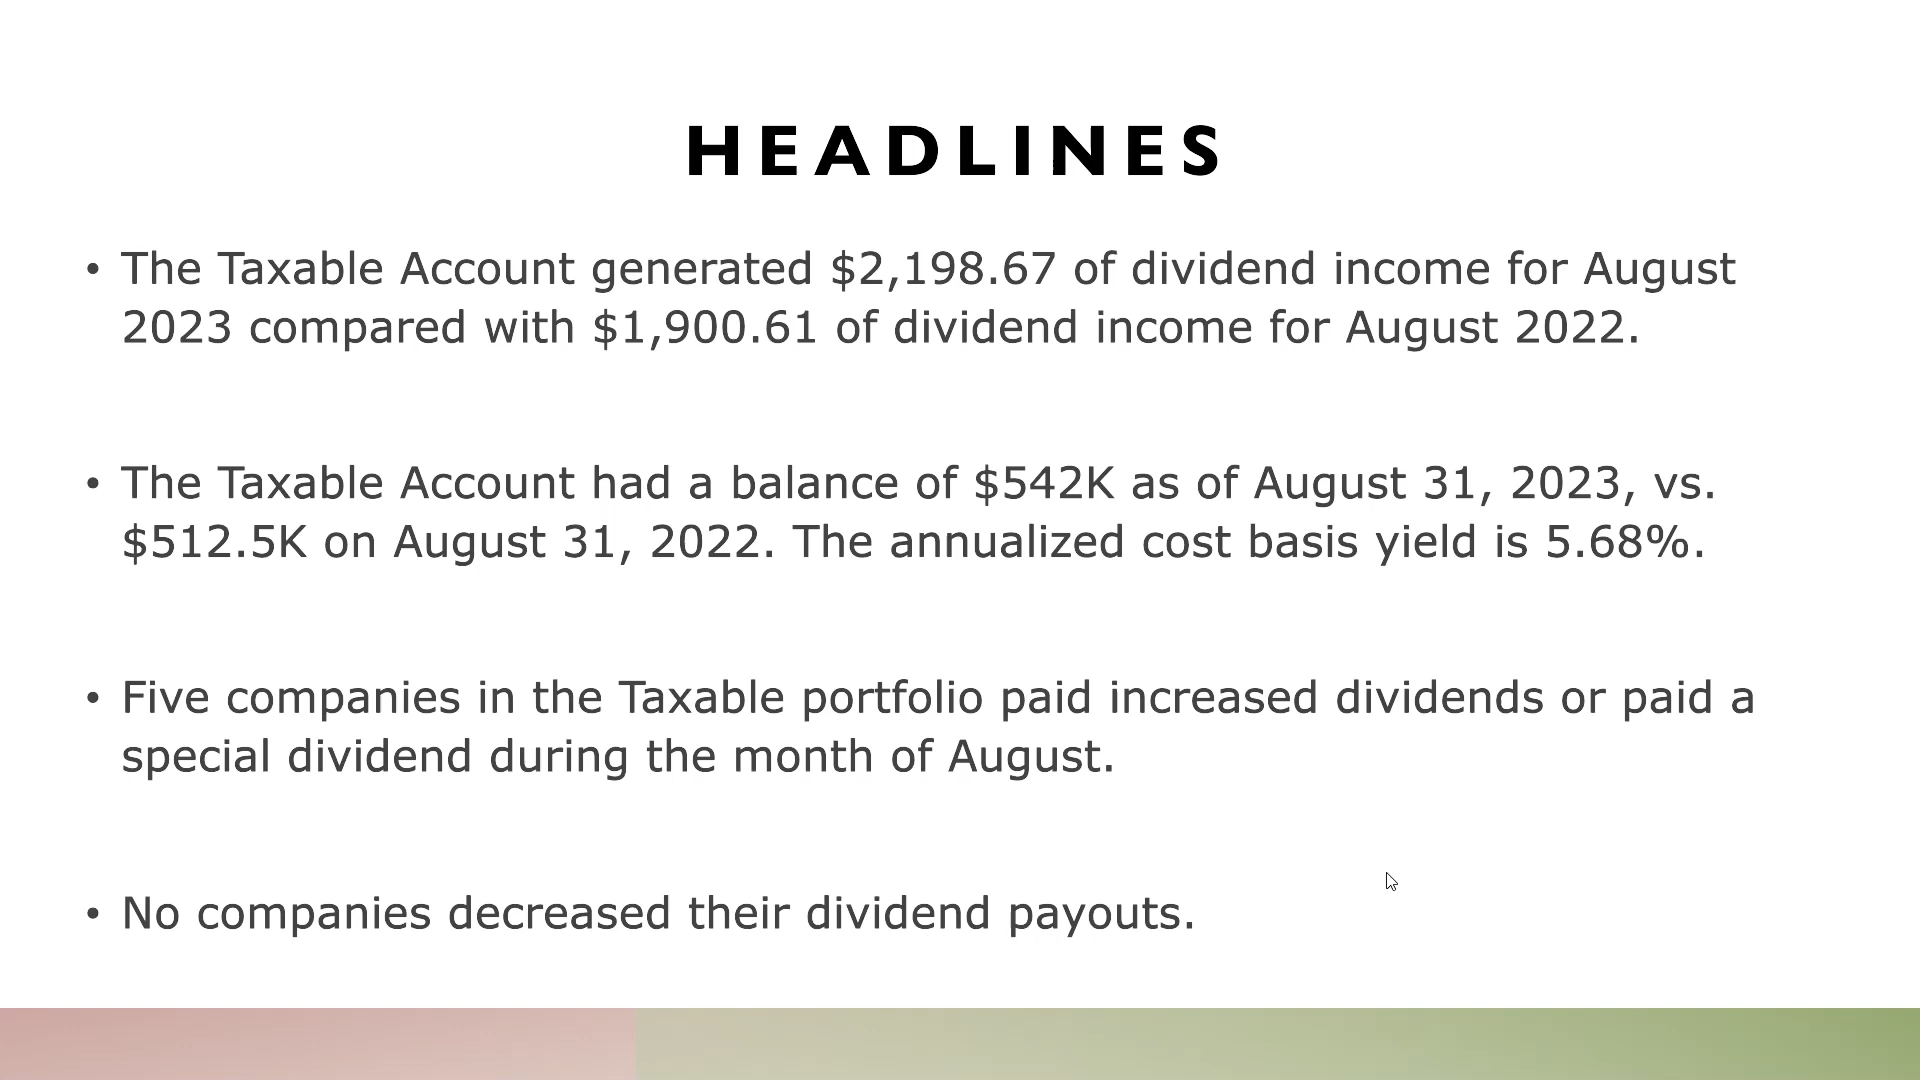 HEADLINES
• The Taxable Account generated $2,198.67 of dividend income for August
2023 compared with $1,900.61 of dividend income for August 2022.
• The Taxable Account had a balance of $542K as of August 31, 2023, vs.
$512.5K on August 31, 2022. The annualized cost basis yield is 5.68%.
• Five companies in the Taxable portfolio paid increased dividends or paid a
special dividend during the month of August.
• No companies decreased their dividend payouts.